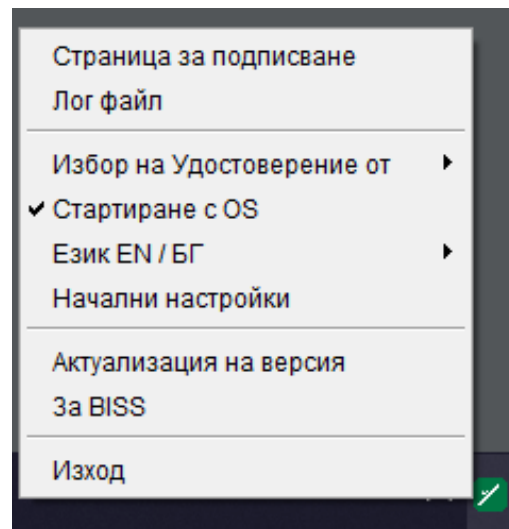 Страница за подписване
Лог файл
Избор на Удостоверение от
Стартиране с OS
Език EN / БГ
Начални настройки
Актуализация на версия
За BISS
Изход